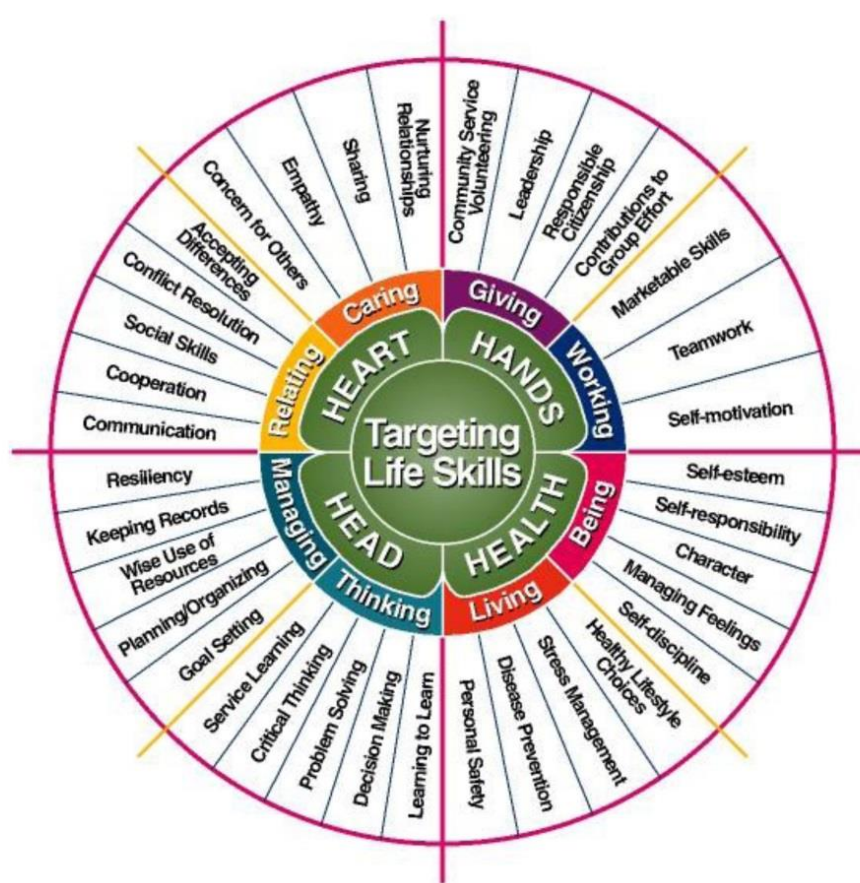 Targeting
Life Skills
HEART
HANDS
HEALTH
HEAD
Caring
Giving
Working
Being
Living
Thinking
Managing
Relating
Nurturing
Relationships
Sharing
Empathy
Concern for Others
Accepting
Differences
Conflict Resolution
Social Skills
Cooperation
Communication
Community Service
Volunteering
Leadership
Responsible
Citizenship
Contributions to
Group Effort
Marketable Skills
Teamwork
Self-motivation
Self-esteem
Self-responsibility
Character
Managing Feelings
Self-discipline
Healthy Lifestyle
Choices
Stress Management
Disease Prevention
Personal Safety
Learning to Learn
Decision Making
Problem Solving
Critical Thinking
Service Learning
Goal Setting
Planning/Organizing
Wise Use of
Resources
Keeping Records
Resiliency